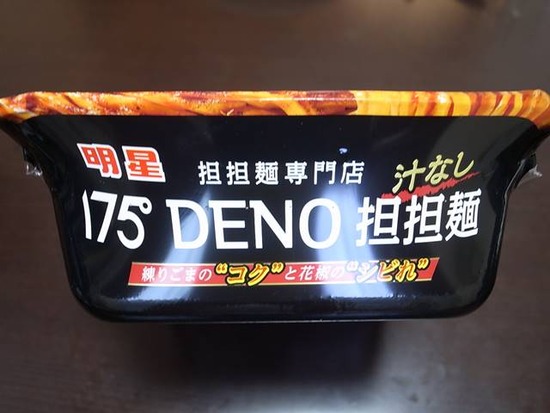 明星
担担麺専門店
汁なし
175° DENO 担担麺
練りごまの“コク”と花椒の“シビれ”